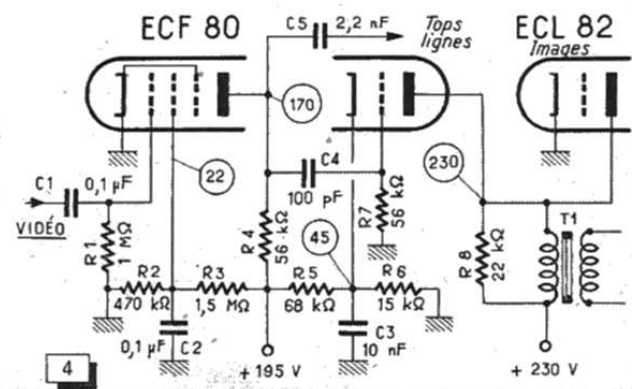 ECF 80
C5
2,2 nF
Tops
lignes
ECL 82
Images
170
22
230
C4
100 pF
C1
0,1 µF
VIDÉO
R1
1 MΩ
R4
56 kΩ
R7
56 kΩ
45
R8
22 kΩ
T1
R2
470 kΩ
R3
1,5 MΩ
R5
68 kΩ
R6
15 kΩ
0,1 µF
C2
C3
10 nF
4
+ 195 V
+ 230 V